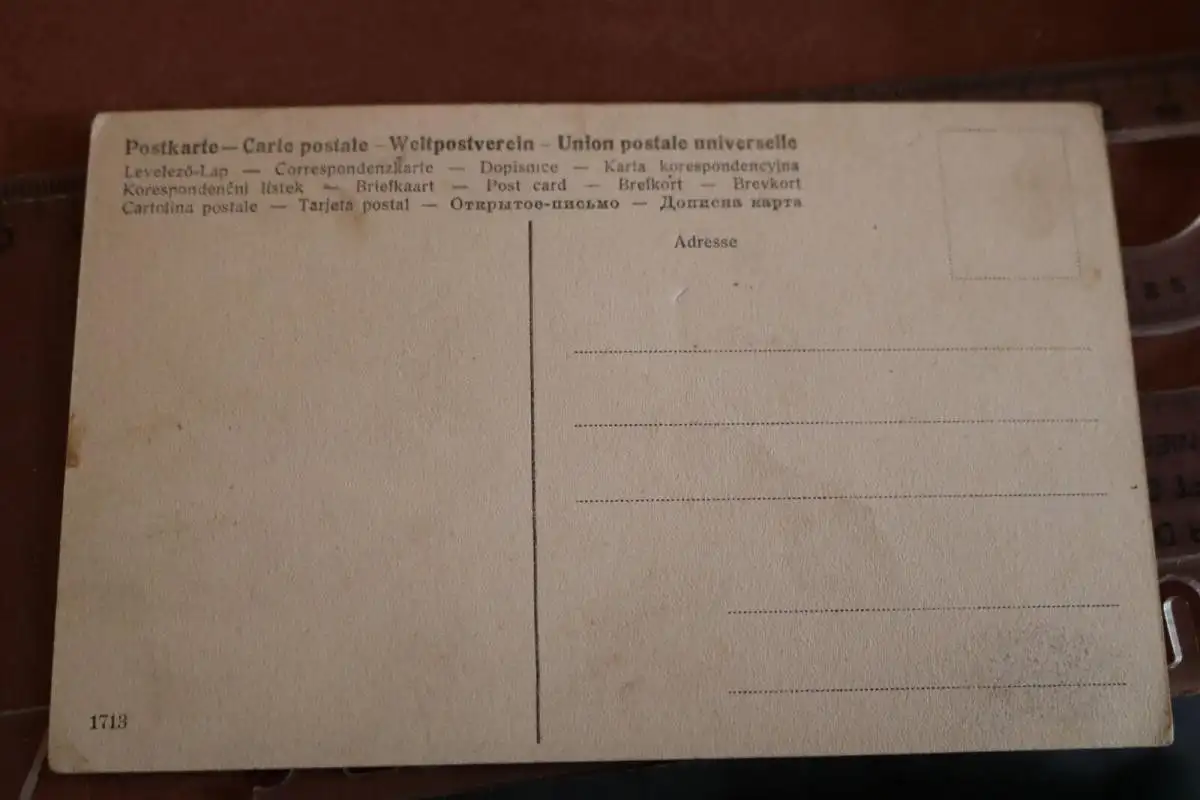 Postkarte — Carte postale – Weltpostverein – Union postale universelle
Levelező-Lap — Correspondenzkarte — Dopisnice — Karta korespondencyjna
Korespondenční lístek — Briefkaart — Post card — Brefkort — Brevkort
Cartolina postale — Tarjeta postal — Открытое-письмо — Дописна карта
Adresse
1713